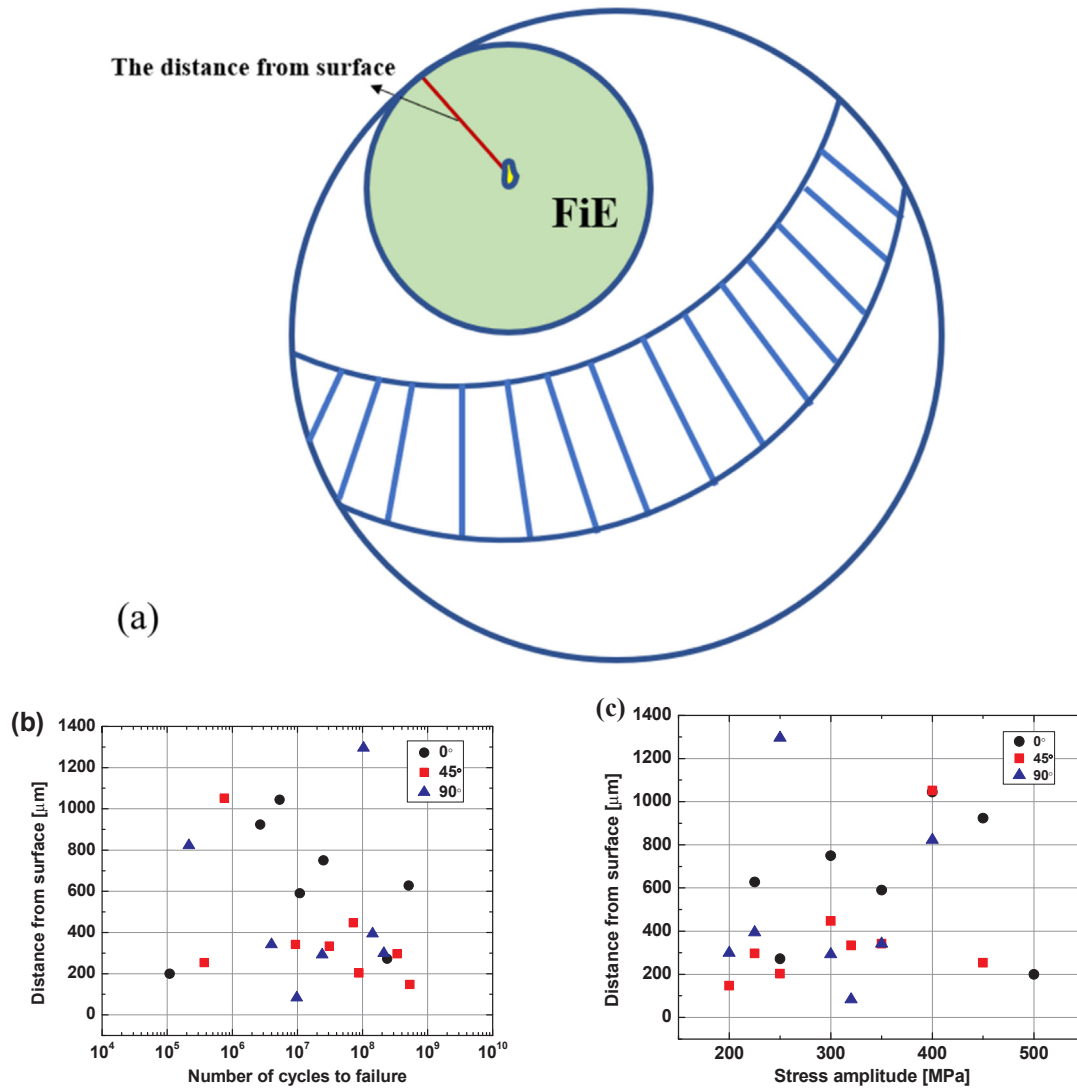 The distance from surface
FiE
(a)
(b)
1400
1200
1000
800
600
400
200
0
Distance from surface [µm]
0°
45°
90°
10⁴ 10⁵ 10⁶ 10⁷ 10⁸ 10⁹ 10¹⁰
Number of cycles to failure
(c)
1400
1200
1000
800
600
400
200
0
Distance from surface [µm]
0°
45°
90°
200 300 400 500
Stress amplitude [MPa]